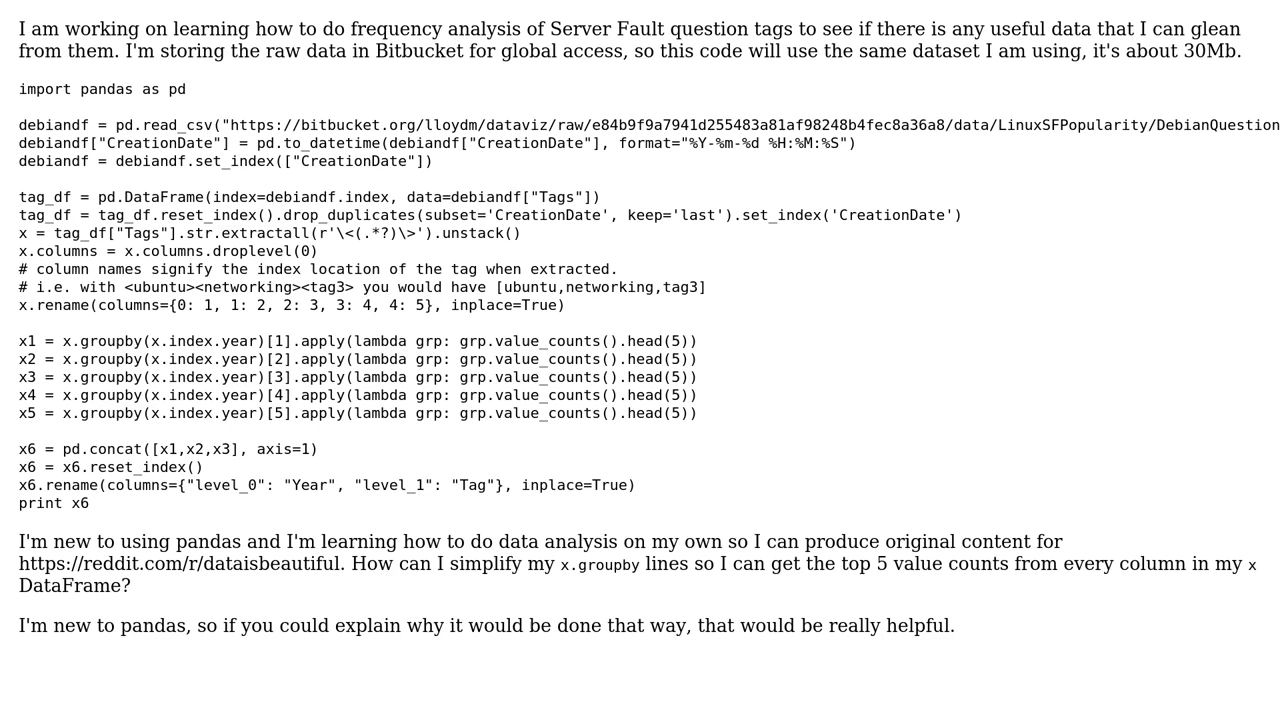 I am working on learning how to do frequency analysis of Server Fault question tags to see if there is any useful data that I can glean
from them. I'm storing the raw data in Bitbucket for global access, so this code will use the same dataset I am using, it's about 30Mb.
import pandas as pd
debiandf = pd.read_csv("https://bitbucket.org/lloydm/dataviz/raw/e84b9f9a7941d255483a81af98248b4fec8a36a8/data/LinuxSFPopularity/DebianQuestion
debiandf["CreationDate"] = pd.to_datetime(debiandf["CreationDate"], format="%Y-%m-%d %H:%M:%S")
debiandf = debiandf.set_index(["CreationDate"])
tag_df = pd.DataFrame(index=debiandf.index, data=debiandf["Tags"])
tag_df = tag_df.reset_index().drop_duplicates(subset='CreationDate', keep='last').set_index('CreationDate')
x = tag_df["Tags"].str.extractall(r'\<(.*?)\>').unstack()
x.columns = x.columns.droplevel(0)
# column names signify the index location of the tag when extracted.
# i.e. with <ubuntu><networking><tag3> you would have [ubuntu,networking,tag3]
x.rename(columns={0: 1, 1: 2, 2: 3, 3: 4, 4: 5}, inplace=True)
x1 = x.groupby(x.index.year)[1].apply(lambda grp: grp.value_counts().head(5))
x2 = x.groupby(x.index.year)[2].apply(lambda grp: grp.value_counts().head(5))
x3 = x.groupby(x.index.year)[3].apply(lambda grp: grp.value_counts().head(5))
x4 = x.groupby(x.index.year)[4].apply(lambda grp: grp.value_counts().head(5))
x5 = x.groupby(x.index.year)[5].apply(lambda grp: grp.value_counts().head(5))
x6 = pd.concat([x1,x2,x3], axis=1)
x6 = x6.reset_index()
x6.rename(columns={"level_0": "Year", "level_1": "Tag"}, inplace=True)
print x6
I'm new to using pandas and I'm learning how to do data analysis on my own so I can produce original content for
https://reddit.com/r/dataisbeautiful. How can I simplify my x.groupby lines so I can get the top 5 value counts from every column in my x
DataFrame?
I'm new to pandas, so if you could explain why it would be done that way, that would be really helpful.